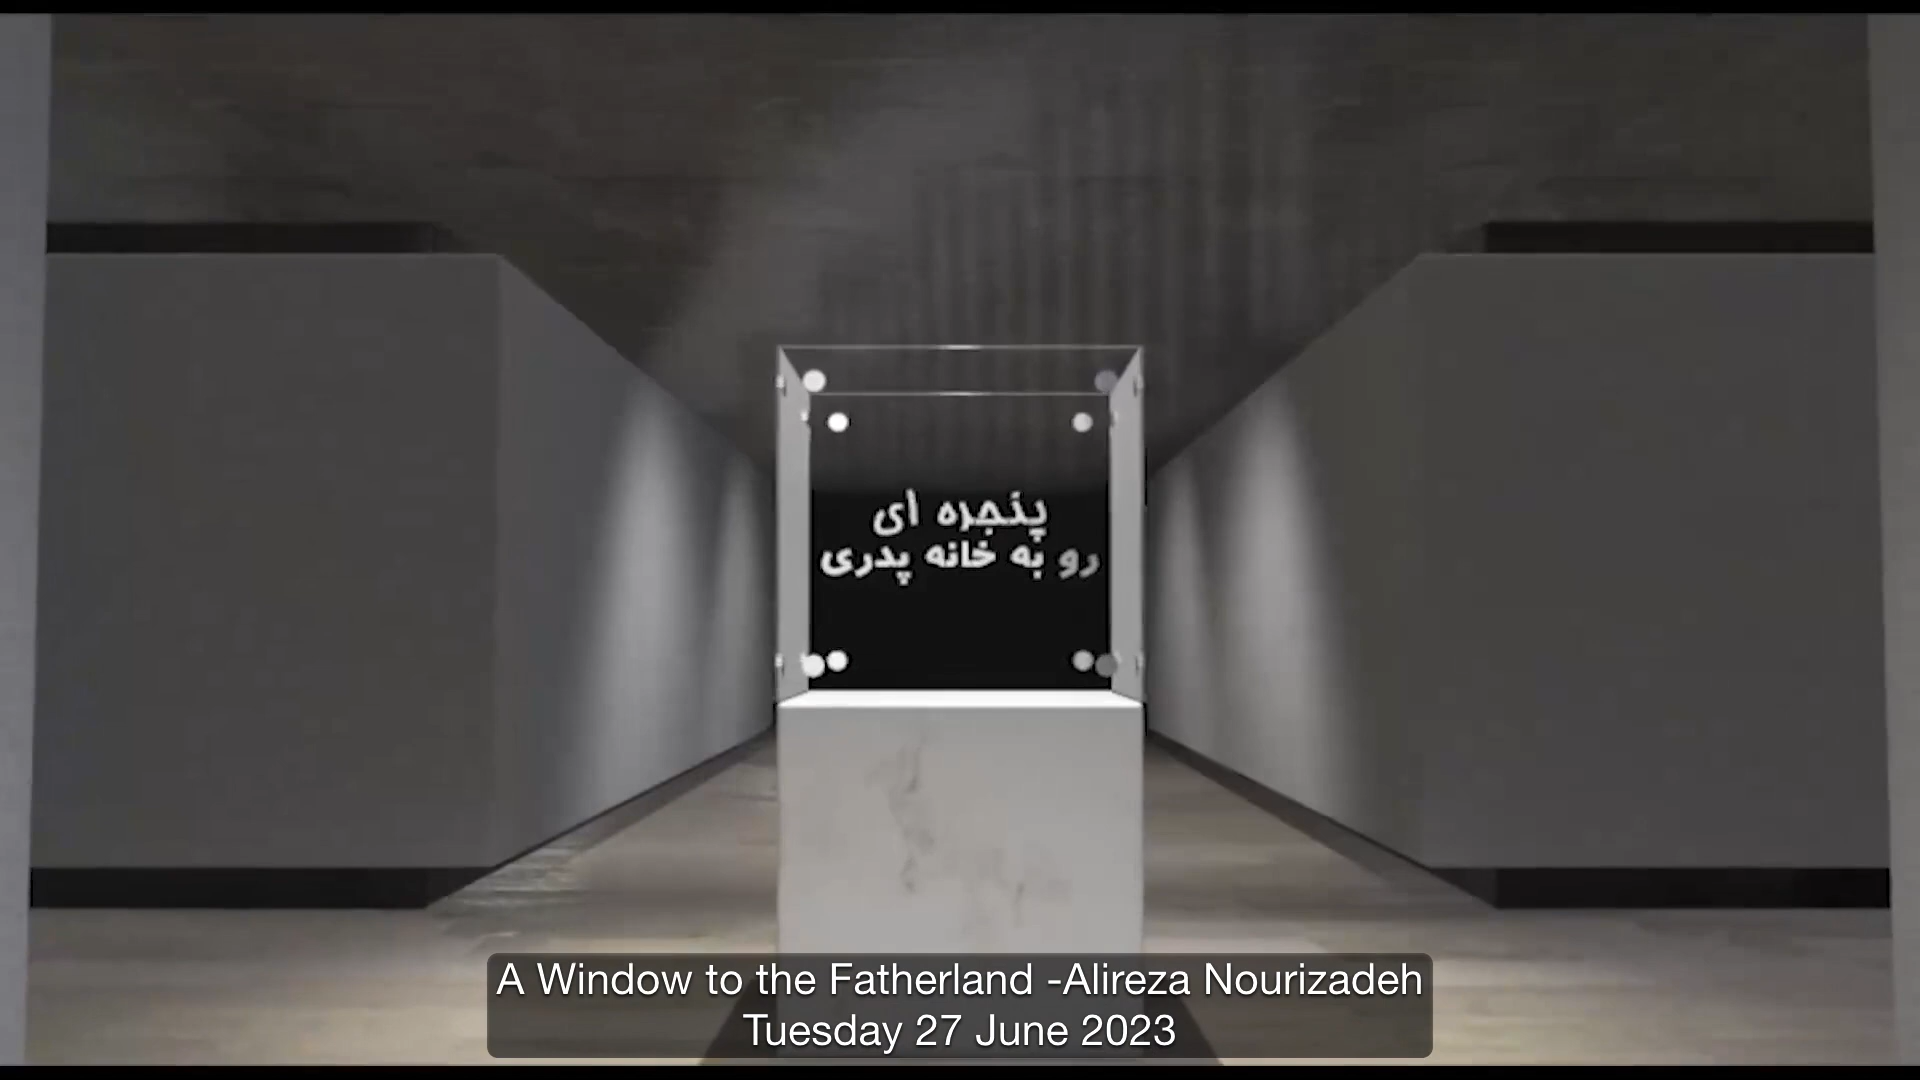 پنجره ای
رو به خانه پدری
A Window to the Fatherland -Alireza Nourizadeh
Tuesday 27 June 2023